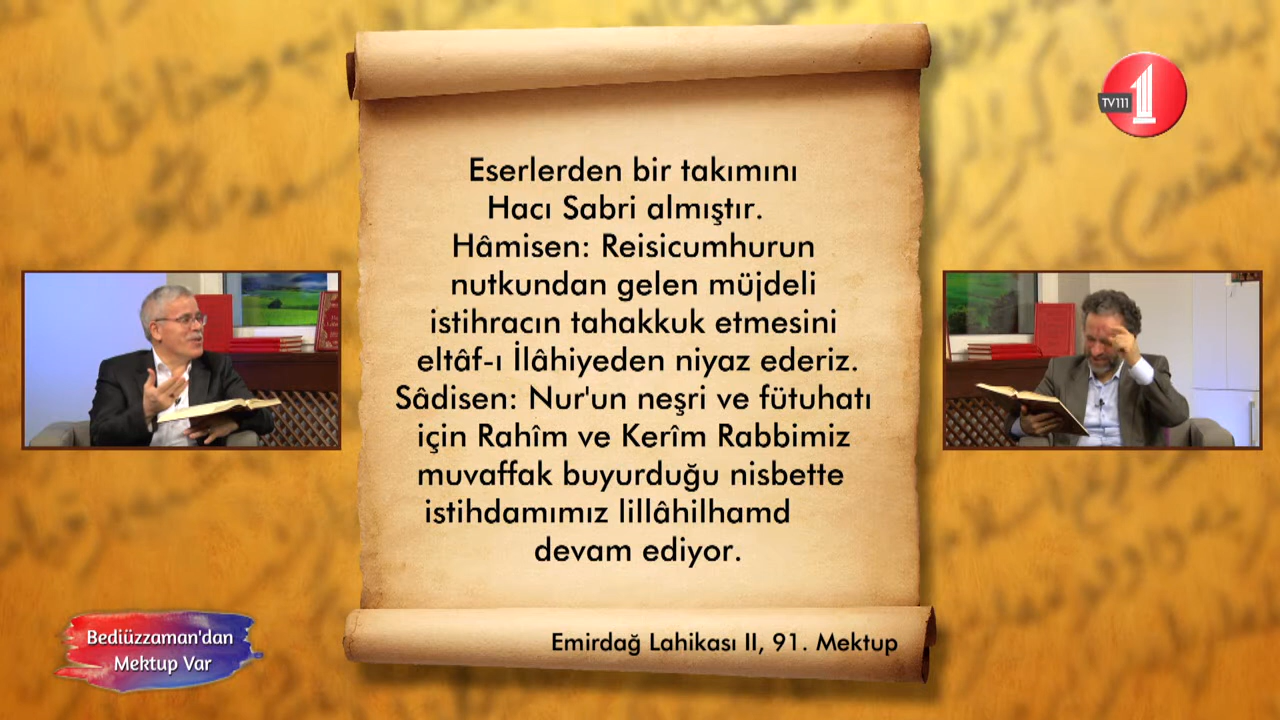 TV111
1
Eserlerden bir takımını
Hacı Sabri almıştır.
Hâmisen: Reisicumhurun
nutkundan gelen müjdeli
istihracın tahakkuk etmesini
eltâf-ı İlâhiyeden niyaz ederiz.
Sâdisen: Nur'un neşri ve fütuhatı
için Rahîm ve Kerîm Rabbimiz
muvaffak buyurduğu nisbette
istihdamımız lillâhilhamd
devam ediyor.
Emirdağ Lahikası II, 91. Mektup
Bediüzzaman'dan
Mektup Var